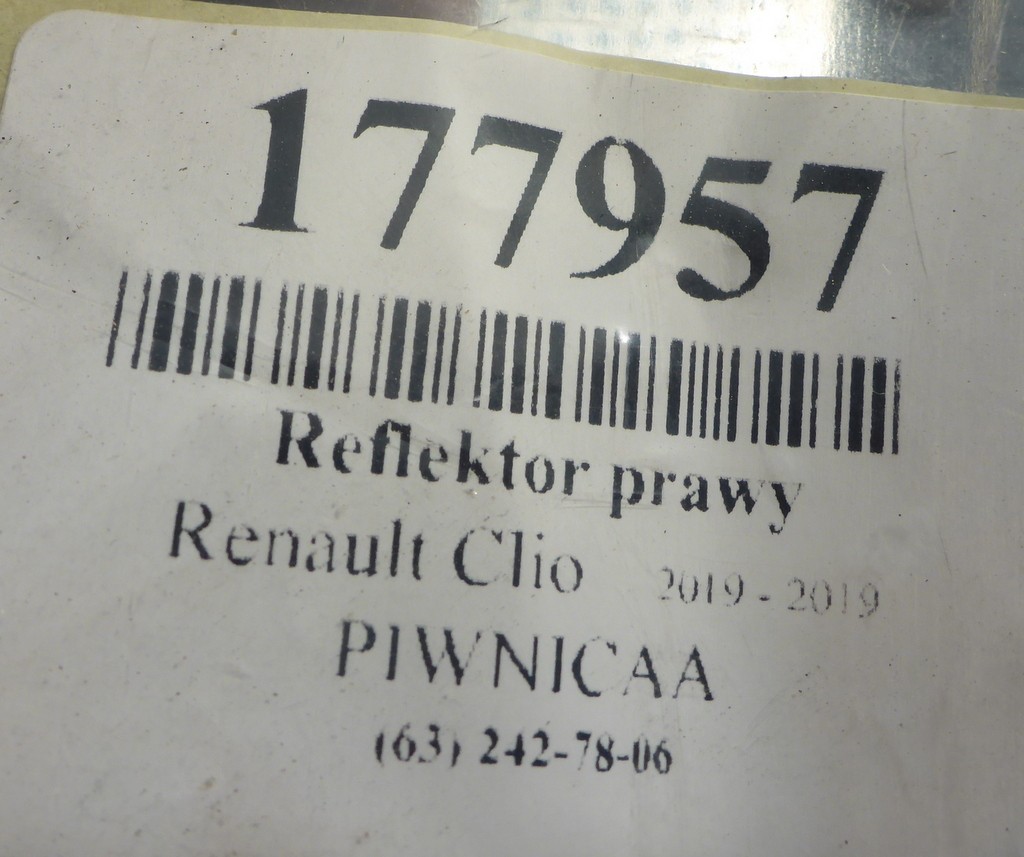 177957
Reflektor prawy
Renault Clio 2019 - 2019
PIWNICAA
(63) 242-78-06